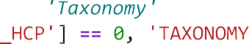 'Taxonomy'
_HCP'] == 0, 'TAXONOMY